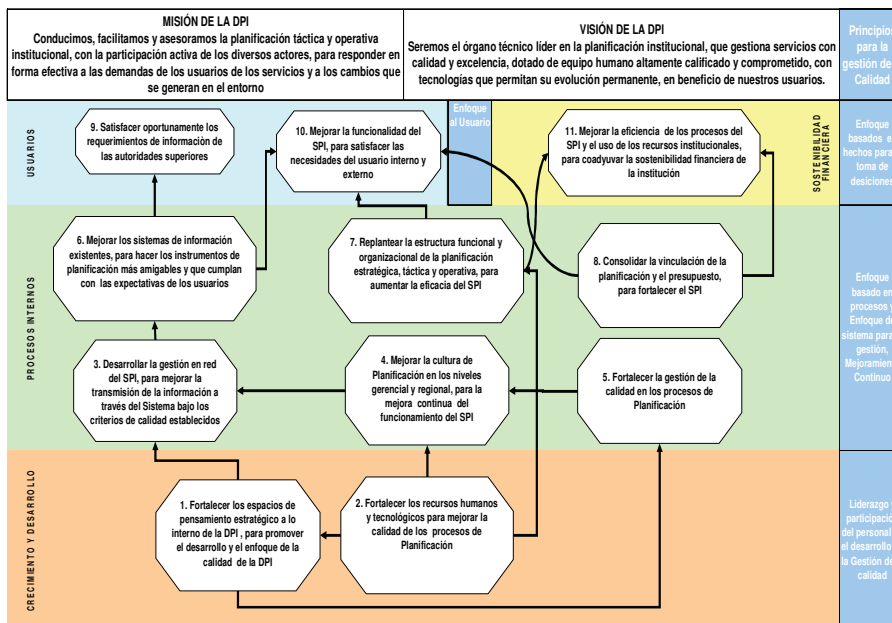 MISIÓN DE LA DPI
Conducimos, facilitamos y asesoramos la planificación táctica y operativa
institucional, con la participación activa de los diversos actores, para responder en
forma efectiva a las demandas de los usuarios de los servicios y a los cambios que
se generan en el entorno
VISIÓN DE LA DPI
Seremos el órgano técnico líder en la planificación institucional, que gestiona servicios con
calidad y excelencia, dotado de equipo humano altamente calificado y comprometido, con
tecnologías que permitan su evolución permanente, en beneficio de nuestros usuarios.
Principios
para la
gestión de
Calidad
USUARIOS
9. Satisfacer oportunamente los
requerimientos de información de
las autoridades superiores
10. Mejorar la funcionalidad del
SPI, para satisfacer las
necesidades del usuario interno y
externo
Enfoque
al Usuario
11. Mejorar la eficiencia de los procesos del
SPI y el uso de los recursos institucionales,
para coadyuvar la sostenibilidad financiera de
la institución
SOSTENIBILIDAD
FINANCIERA
Enfoque
basados e
hechos para
toma de
desiciones
PROCESOS INTERNOS
6. Mejorar los sistemas de información
existentes, para hacer los instrumentos de
planificación más amigables y que cumplan
con las expectativas de los usuarios
7. Replantear la estructura funcional y
organizacional de la planificación
estratégica, táctica y operativa, para
aumentar la eficacia del SPI
8. Consolidar la vinculación de la
planificación y el presupuesto,
para fortalecer el SPI
3. Desarrollar la gestión en red
del SPI, para mejorar la
transmisión de la información a
través del Sistema bajo los
criterios de calidad establecidos
4. Mejorar la cultura de
Planificación en los niveles
gerencial y regional, para la
mejora continua del
funcionamiento del SPI
5. Fortalecer la gestión de la
calidad en los procesos de
Planificación
Enfoque
basado en
procesos y
Enfoque de
sistema para
gestión,
Mejoramien
Continuo
CRECIMIENTO Y DESARROLLO
1. Fortalecer los espacios de
pensamiento estratégico a lo
interno de la DPI , para promover
el desarrollo y el enfoque de la
calidad de la DPI
2. Fortalecer los recursos humanos
y tecnológicos para mejorar la
calidad de los procesos de
Planificación
Liderazgo
participació
del personal
el desarrollo
la Gestión de
calidad